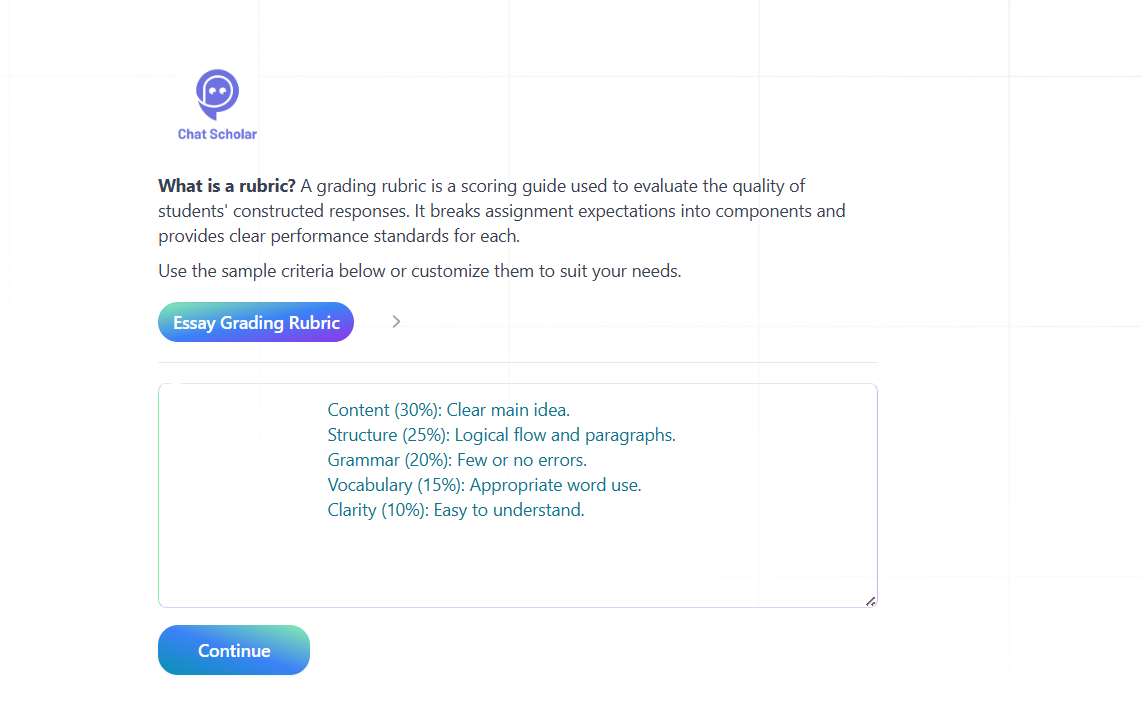 Chat Scholar
What is a rubric? A grading rubric is a scoring guide used to evaluate the quality of
students' constructed responses. It breaks assignment expectations into components and
provides clear performance standards for each.
Use the sample criteria below or customize them to suit your needs.
Essay Grading Rubric
Content (30%): Clear main idea.
Structure (25%): Logical flow and paragraphs.
Grammar (20%): Few or no errors.
Vocabulary (15%): Appropriate word use.
Clarity (10%): Easy to understand.
Continue